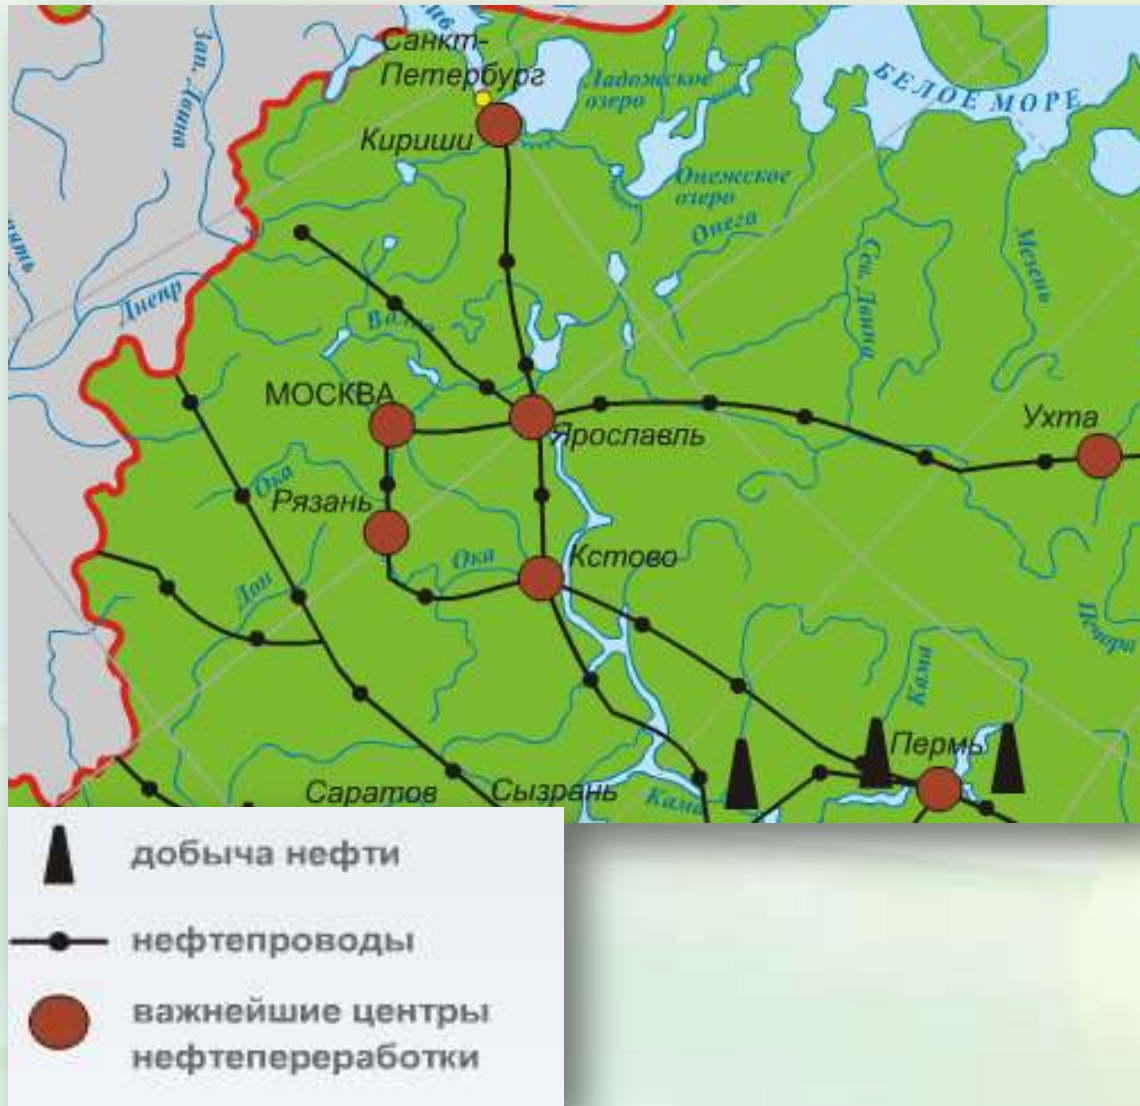 Санкт-
Петербург
Зап. Двина
Ладожское
озеро
БЕЛОЕ МОРЕ
Кириши
Онежское
озеро
Онега
Сев. Двина
Мезень
Днепр
МОСКВА
Ярославль
Ухта
Ока
Рязань
Ока
Кстово
Дон
Печора
Кама
Пермь
Саратов
Сызрань
Кама
добыча нефти
нефтепроводы
важнейшие центры
нефтепереработки